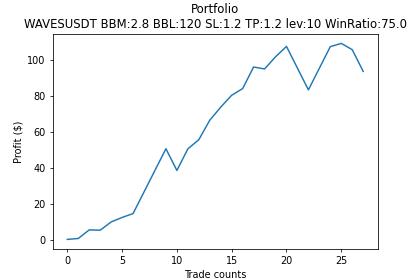 Portfolio
WAVESUSDT BBM:2.8 BBL:120 SL:1.2 TP:1.2 lev:10 WinRatio:75.0
Profit ($)
100
80
60
40
20
0
0 5 10 15 20 25
Trade counts